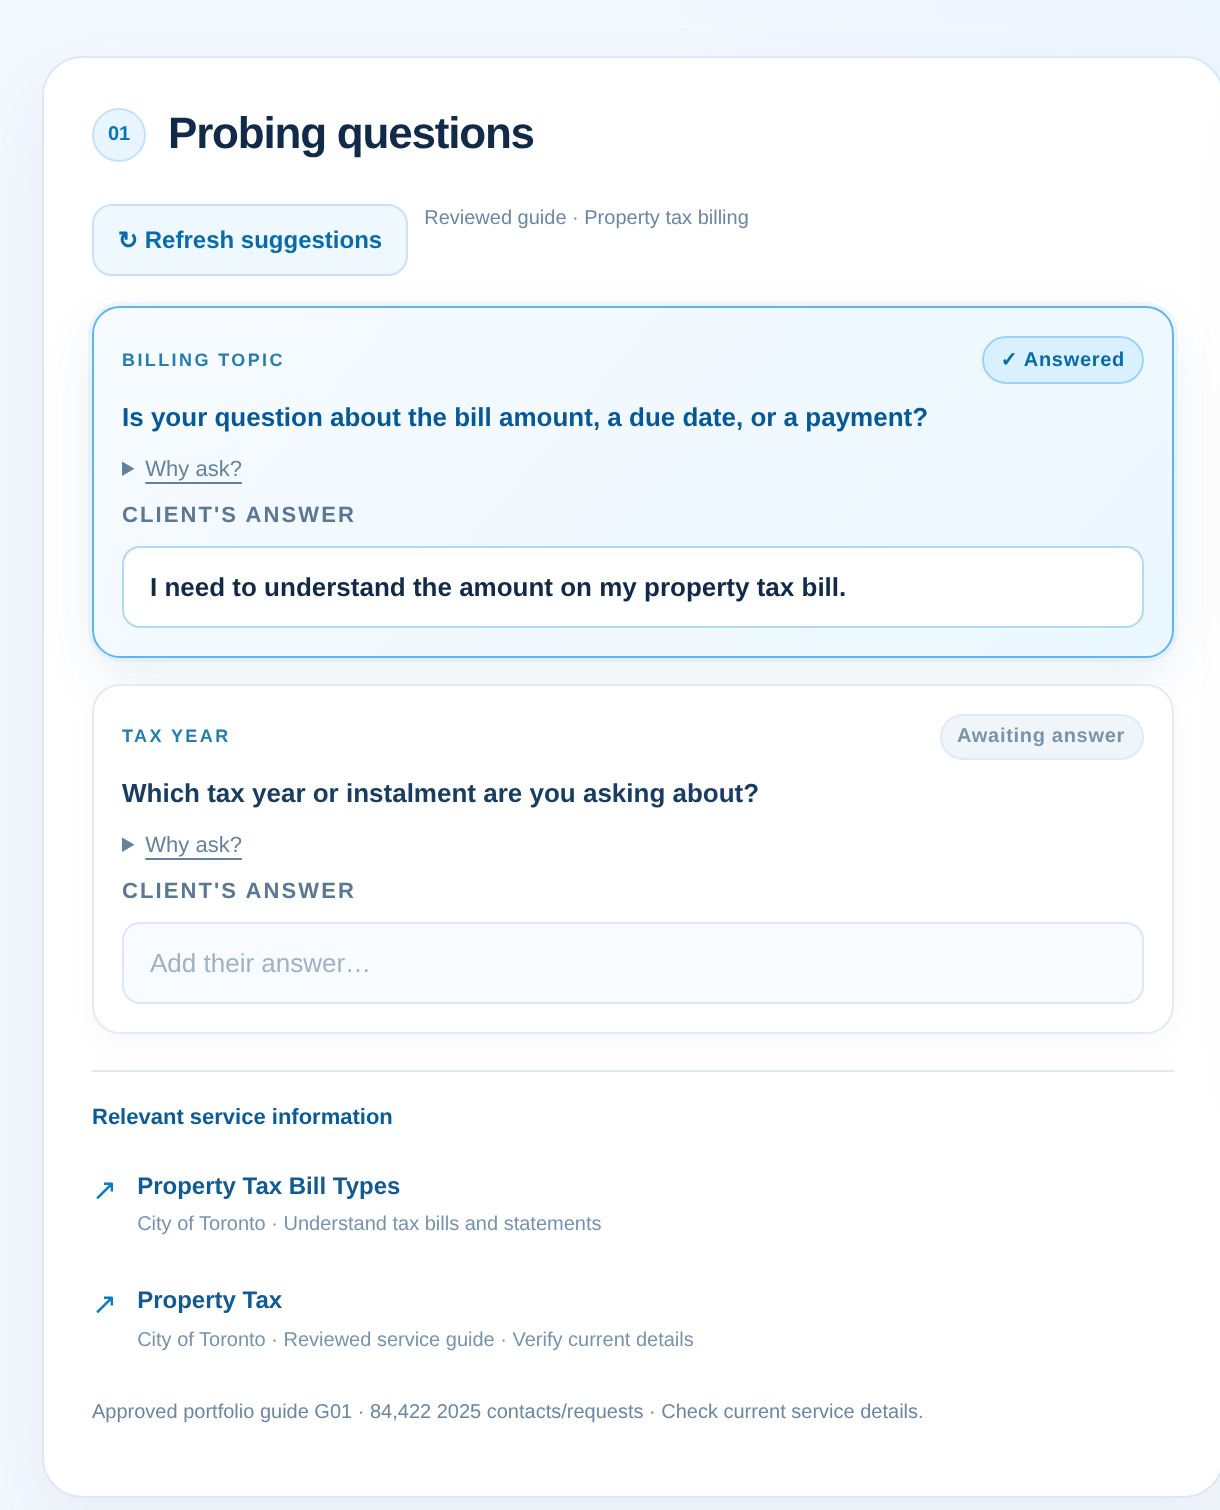 01
Probing questions
↻ Refresh suggestions
Reviewed guide · Property tax billing
BILLING TOPIC
✓ Answered
Is your question about the bill amount, a due date, or a payment?
▶ Why ask?
CLIENT'S ANSWER
I need to understand the amount on my property tax bill.
TAX YEAR
Awaiting answer
Which tax year or instalment are you asking about?
▶ Why ask?
CLIENT'S ANSWER
Add their answer…
Relevant service information
↗ Property Tax Bill Types
City of Toronto · Understand tax bills and statements
↗ Property Tax
City of Toronto · Reviewed service guide · Verify current details
Approved portfolio guide G01 · 84,422 2025 contacts/requests · Check current service details.